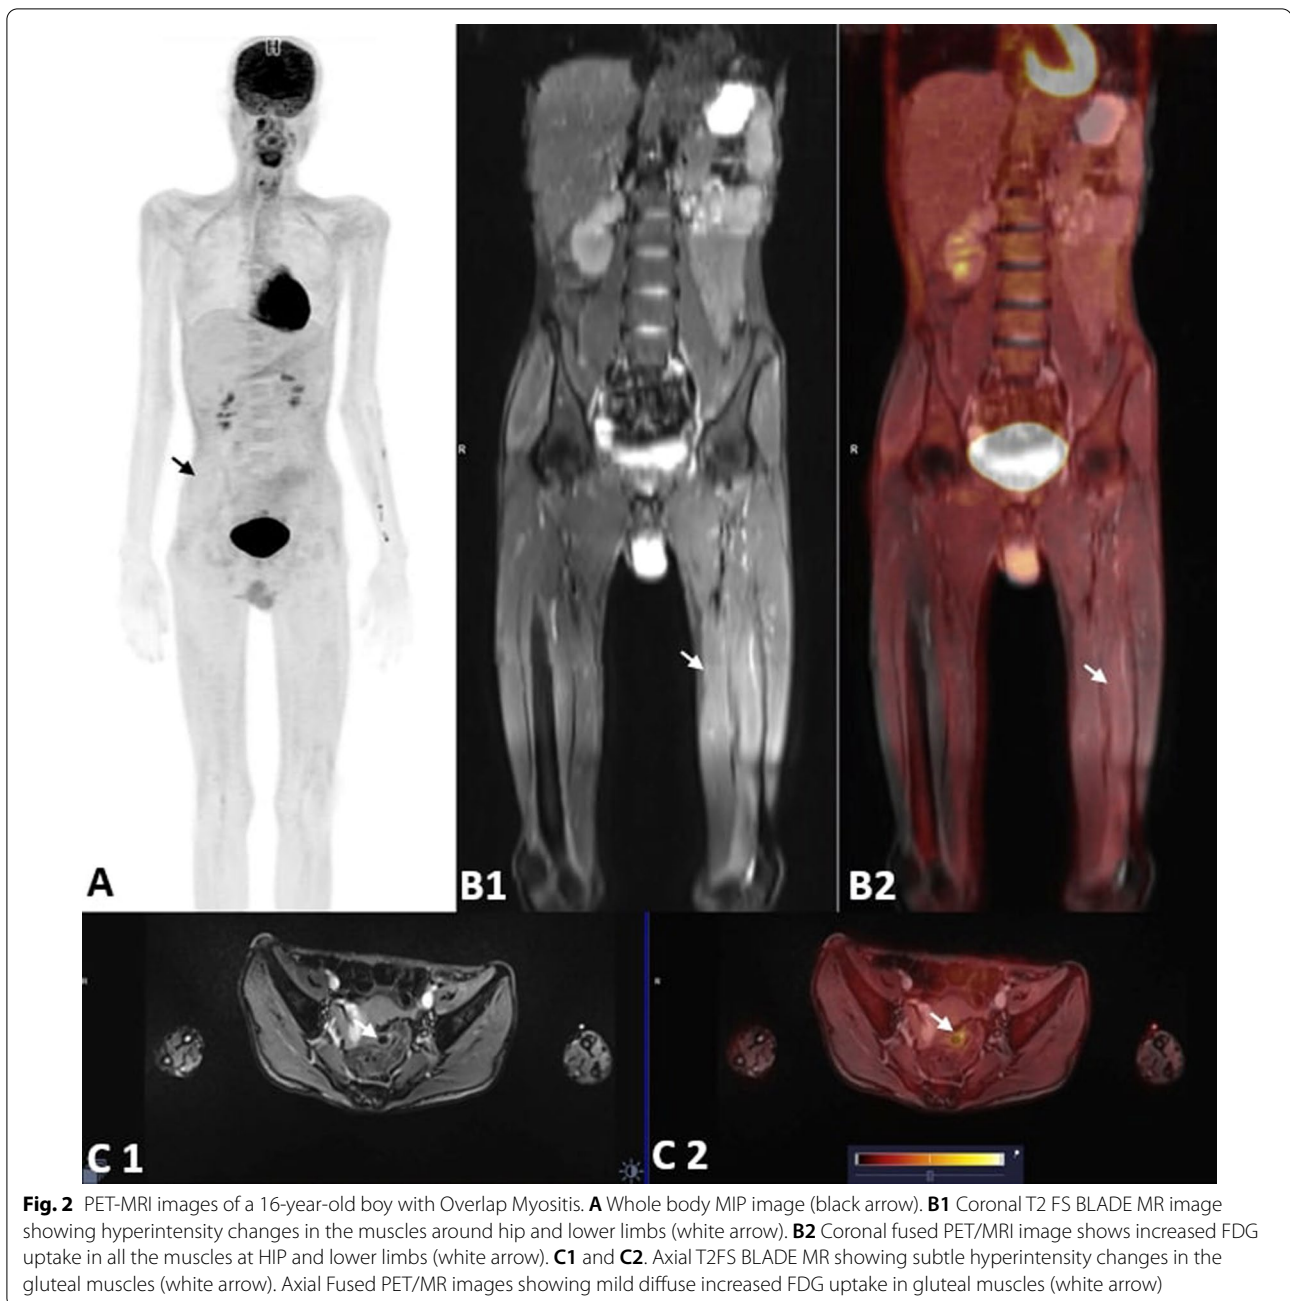 A
R
B1
R
B2
R
C 1
R
C 2
Fig. 2 PET-MRI images of a 16-year-old boy with Overlap Myositis. A Whole body MIP image (black arrow). B1 Coronal T2 FS BLADE MR image
showing hyperintensity changes in the muscles around hip and lower limbs (white arrow). B2 Coronal fused PET/MRI image shows increased FDG
uptake in all the muscles at HIP and lower limbs (white arrow). C1 and C2. Axial T2FS BLADE MR showing subtle hyperintensity changes in the
gluteal muscles (white arrow). Axial Fused PET/MR images showing mild diffuse increased FDG uptake in gluteal muscles (white arrow)